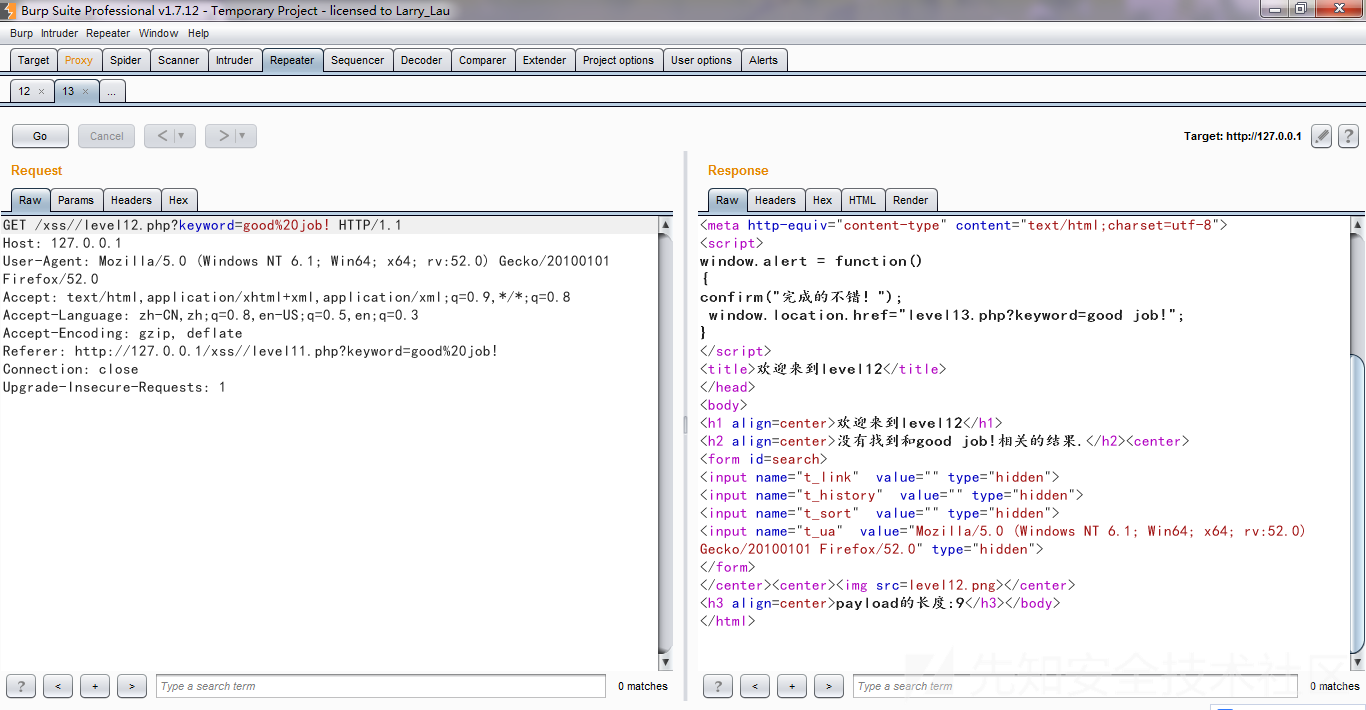 Burp Suite Professional v1.7.12 - Temporary Project - licensed to Larry_Lau
Burp Intruder Repeater Window Help
Target Proxy Spider Scanner Intruder Repeater Sequencer Decoder Comparer Extender Project options User options Alerts
12 × 13 × ...
Go Cancel < ▼ > ▼ Target: http://127.0.0.1 ?
Request
Raw Params Headers Hex
GET /xss//level12.php?keyword=good%20job! HTTP/1.1
Host: 127.0.0.1
User-Agent: Mozilla/5.0 (Windows NT 6.1; Win64; x64; rv:52.0) Gecko/20100101
Firefox/52.0
Accept: text/html,application/xhtml+xml,application/xml;q=0.9,*/*;q=0.8
Accept-Language: zh-CN,zh;q=0.8,en-US;q=0.5,en;q=0.3
Accept-Encoding: gzip, deflate
Referer: http://127.0.0.1/xss//level11.php?keyword=good%20job!
Connection: close
Upgrade-Insecure-Requests: 1
? < + > Type a search term 0 matches
Response
Raw Headers Hex HTML Render
<meta http-equiv="content-type" content="text/html;charset=utf-8">
<script>
window.alert = function()
{
confirm("完成的不错！");
 window.location.href="level13.php?keyword=good job!";
}
</script>
<title>欢迎来到level12</title>
</head>
<body>
<h1 align=center>欢迎来到level12</h1>
<h2 align=center>没有找到和good job!相关的结果.</h2><center>
<form id=search>
<input name="t_link"  value="" type="hidden">
<input name="t_history"  value="" type="hidden">
<input name="t_sort"  value="" type="hidden">
<input name="t_ua"  value="Mozilla/5.0 (Windows NT 6.1; Win64; x64; rv:52.0)
Gecko/20100101 Firefox/52.0" type="hidden">
</form>
</center><center><img src=level12.png></center>
<h3 align=center>payload的长度:9</h3></body>
</html>
? < + > Type a search term 0 matches
先知安全技术社区